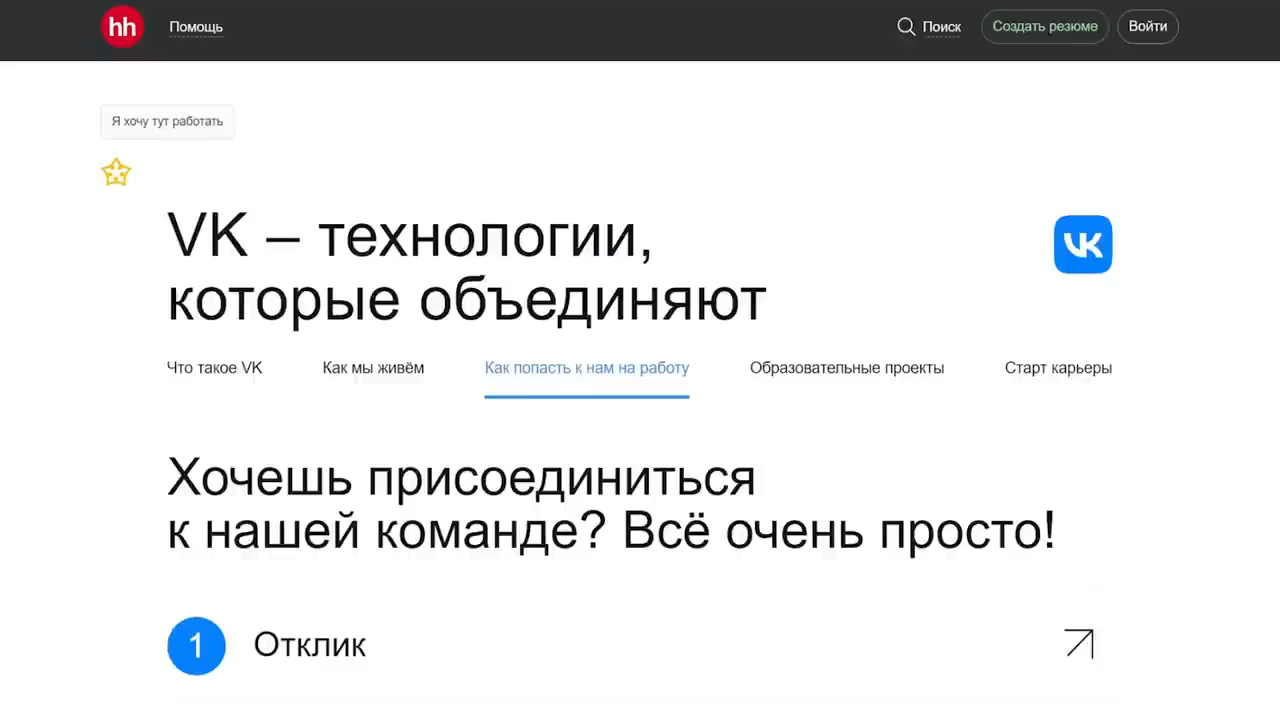 hh Помощь Поиск Создать резюме Войти
Я хочу тут работать
VK – технологии,
которые объединяют
VK
Что такое VK Как мы живём Как попасть к нам на работу Образовательные проекты Старт карьеры
Хочешь присоединиться
к нашей команде? Всё очень просто!
1 Отклик